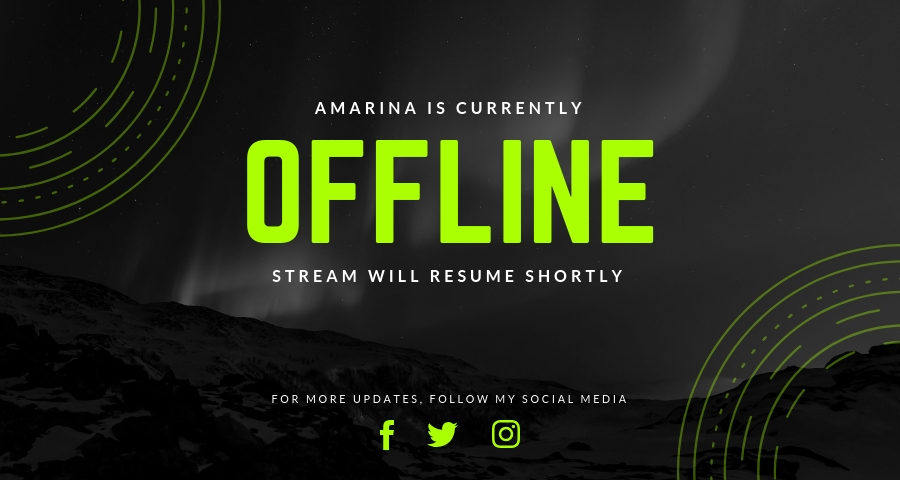 AMARINA IS CURRENTLY
OFFLINE
STREAM WILL RESUME SHORTLY
FOR MORE UPDATES, FOLLOW MY SOCIAL MEDIA